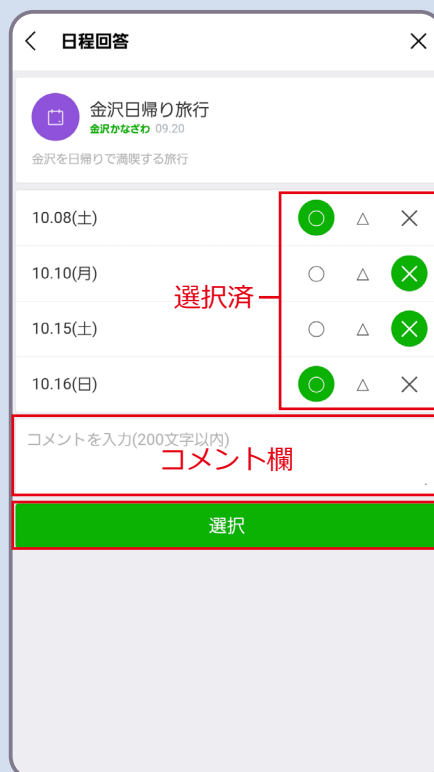 日程回答
金沢日帰り旅行
金沢かなざわ 09.20
金沢を日帰りで満喫する旅行
10.08(土) ○ △ ×
10.10(月) ○ △ ×
選択済
10.15(土) ○ △ ×
10.16(日) ○ △ ×
コメントを入力(200文字以内)
コメント欄
選択